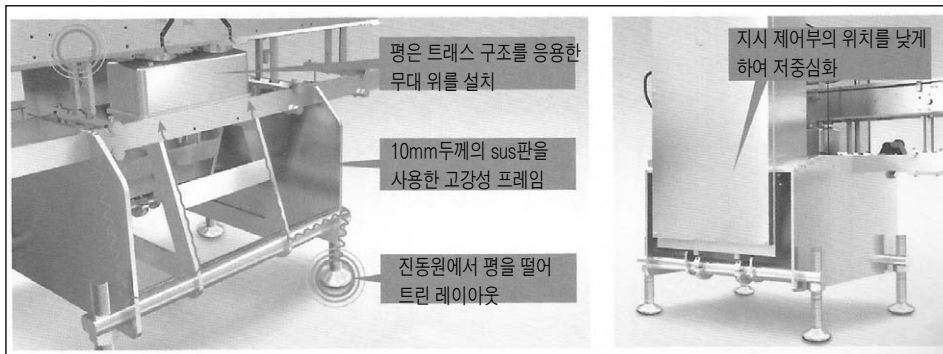 평은 트래스 구조를 응용한
무대 위를 설치
10mm두께의 sus판을
사용한 고강성 프레임
진동원에서 평을 떨어
트린 레이아웃
지시 제어부의 위치를 낮게
하여 저중심화